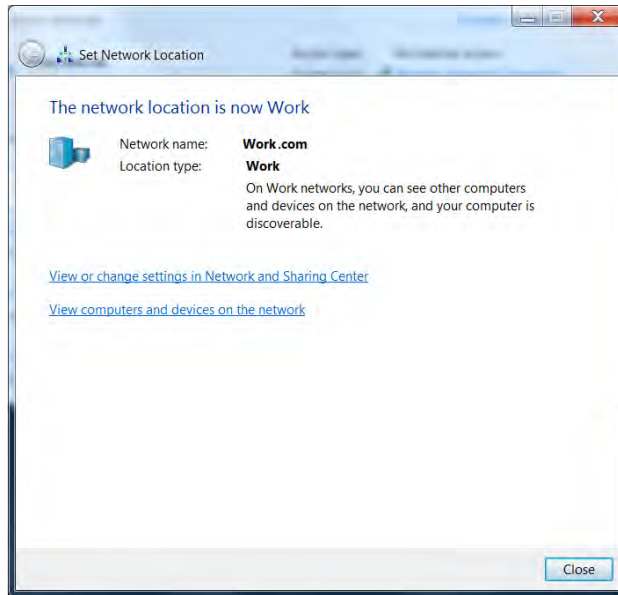 Set Network Location
The network location is now Work
Network name: Work.com
Location type: Work
On Work networks, you can see other computers
and devices on the network, and your computer is
discoverable.
View or change settings in Network and Sharing Center
View computers and devices on the network
Close